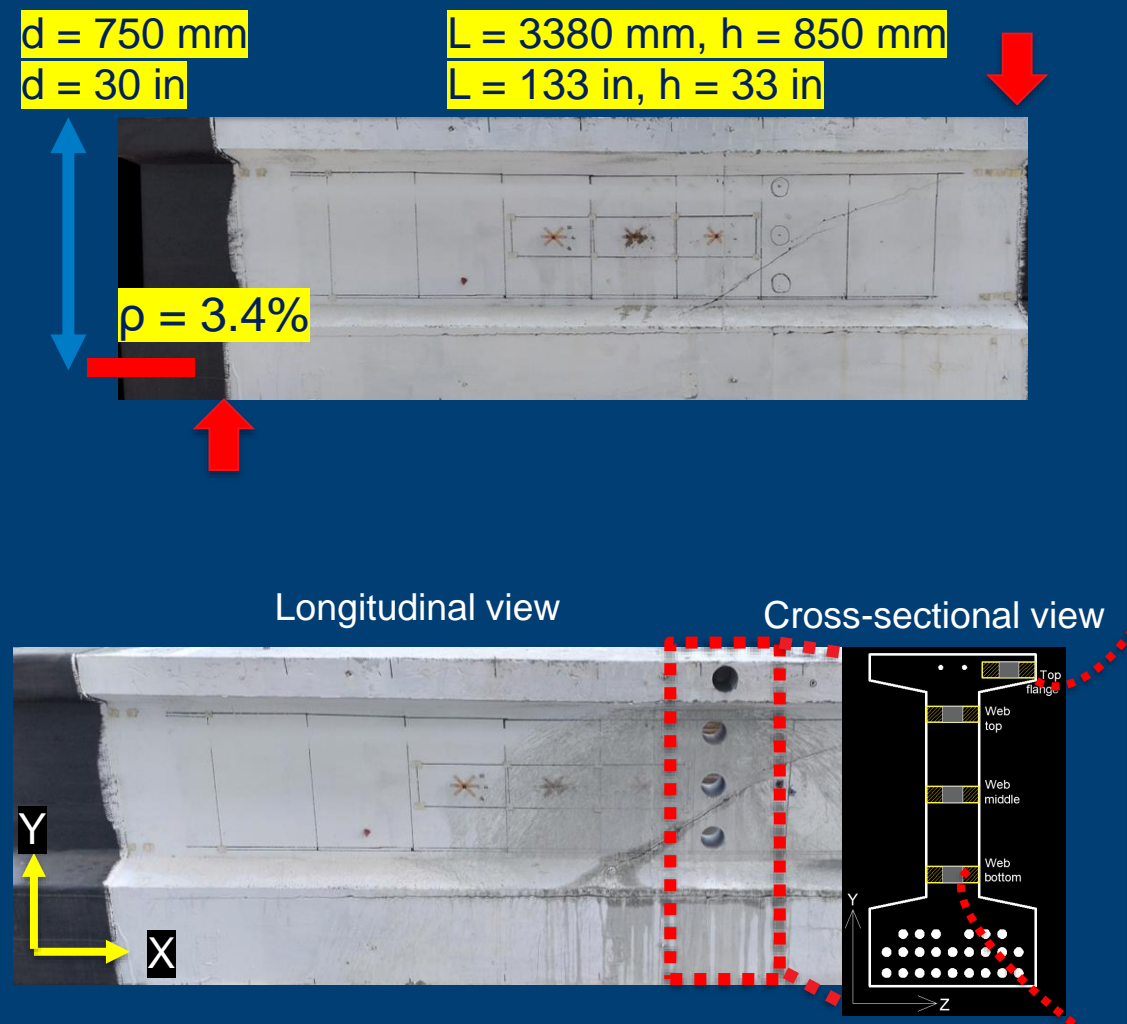 d = 750 mm
d = 30 in
L = 3380 mm, h = 850 mm
L = 133 in, h = 33 in
ρ = 3.4%
Longitudinal view
Cross-sectional view
Y
X
Top
flange
Web
top
Web
middle
Web
bottom
Y
Z